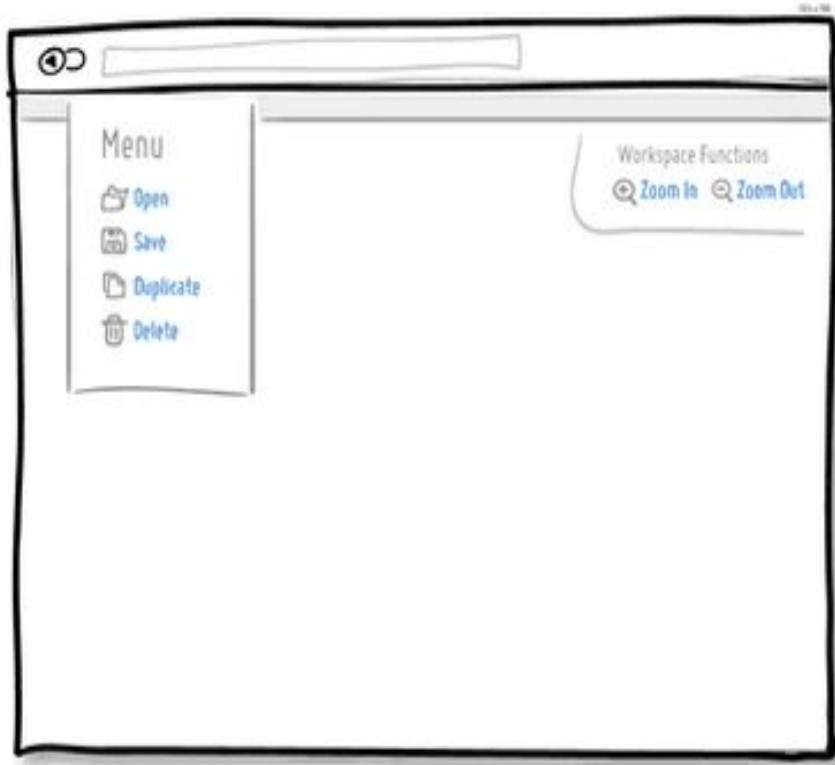 Menu
Open
Save
Duplicate
Delete
Workspace Functions
Zoom In Zoom Out